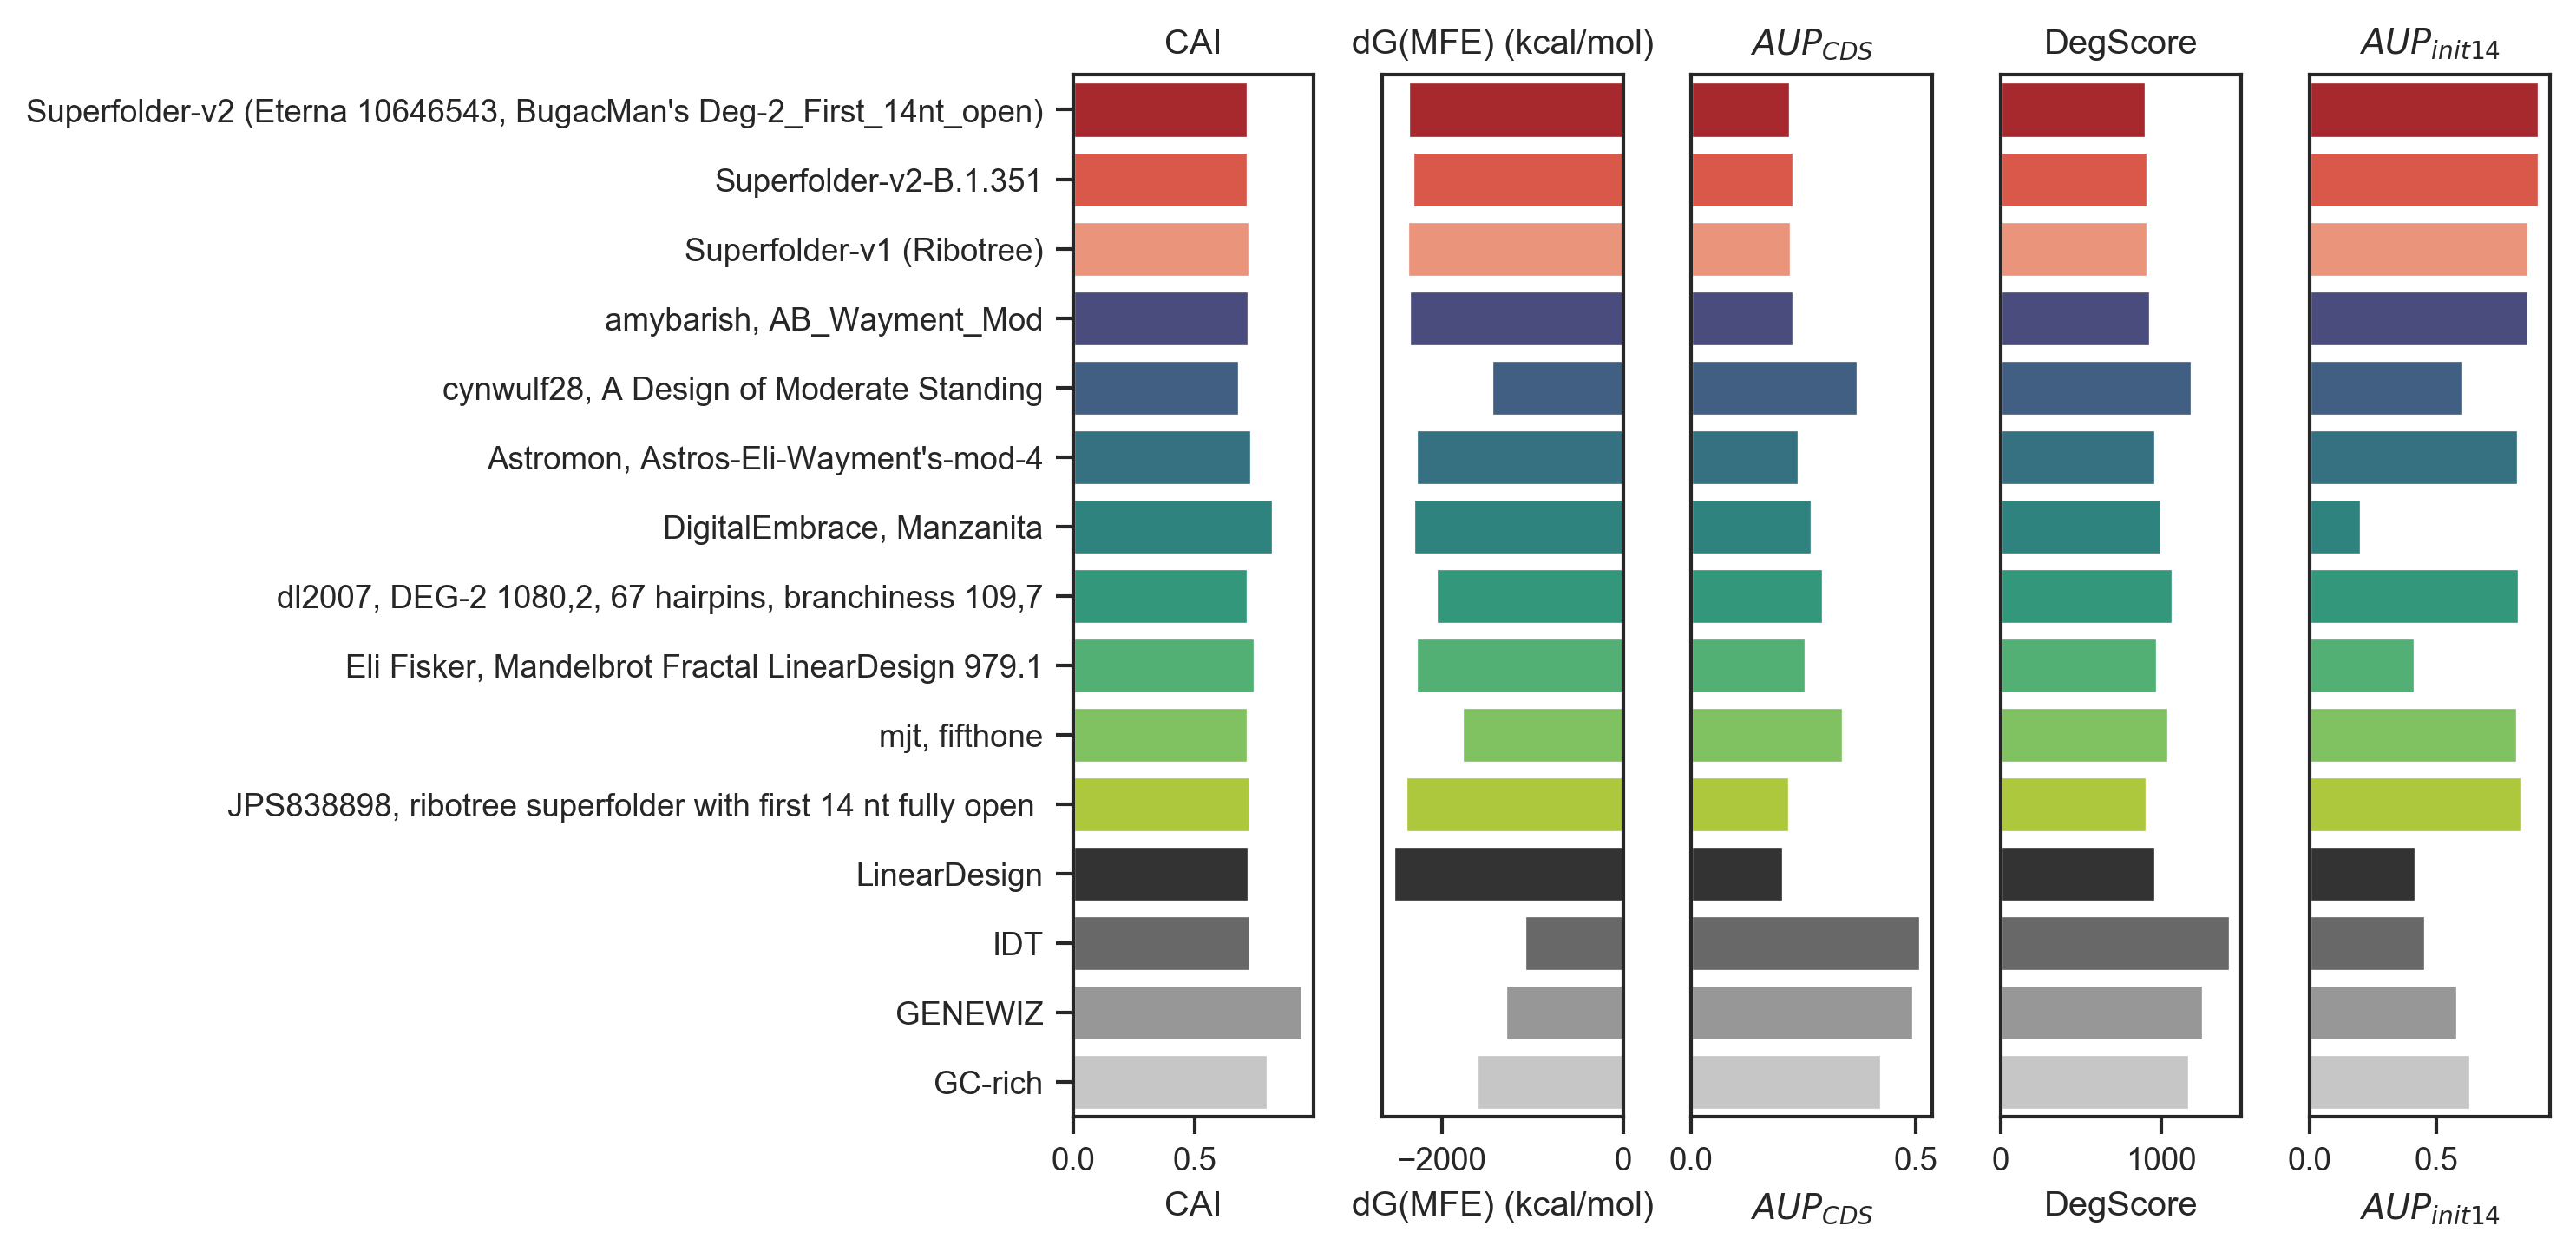 CAI
dG(MFE) (kcal/mol)
AUP_CDS
DegScore
AUP_init14
Superfolder-v2 (Eterna 10646543, BugacMan's Deg-2_First_14nt_open)
Superfolder-v2-B.1.351
Superfolder-v1 (Ribotree)
amybarish, AB_Wayment_Mod
cynwulf28, A Design of Moderate Standing
Astromon, Astros-Eli-Wayment's-mod-4
DigitalEmbrace, Manzanita
dl2007, DEG-2 1080,2, 67 hairpins, branchiness 109,7
Eli Fisker, Mandelbrot Fractal LinearDesign 979.1
mjt, fifthone
JPS838898, ribotree superfolder with first 14 nt fully open
LinearDesign
IDT
GENEWIZ
GC-rich
0.0 0.5
−2000 0
0.0 0.5
0 1000
0.0 0.5
CAI
dG(MFE) (kcal/mol)
AUP_CDS
DegScore
AUP_init14